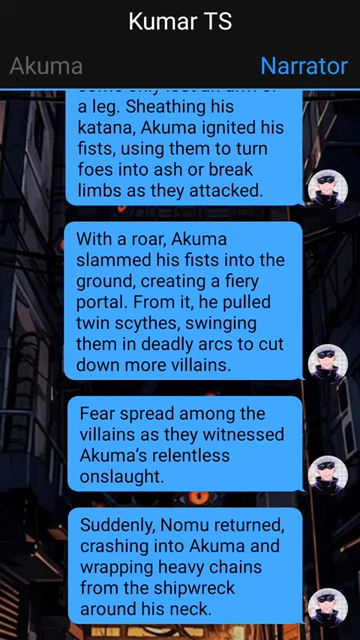 Kumar TS
Akuma
Narrator
a leg. Sheathing his
katana, Akuma ignited his
fists, using them to turn
foes into ash or break
limbs as they attacked.
With a roar, Akuma
slammed his fists into the
ground, creating a fiery
portal. From it, he pulled
twin scythes, swinging
them in deadly arcs to cut
down more villains.
Fear spread among the
villains as they witnessed
Akuma's relentless
onslaught.
Suddenly, Nomu returned,
crashing into Akuma and
wrapping heavy chains
from the shipwreck
around his neck.